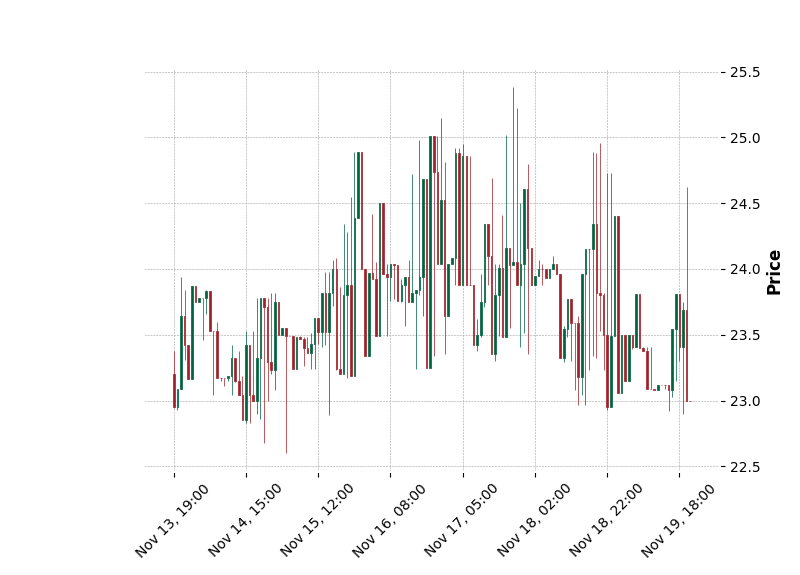 25.5
25.0
24.5
24.0
23.5
23.0
22.5
Price
Nov 13, 19:00
Nov 14, 15:00
Nov 15, 12:00
Nov 16, 08:00
Nov 17, 05:00
Nov 18, 02:00
Nov 18, 22:00
Nov 19, 18:00